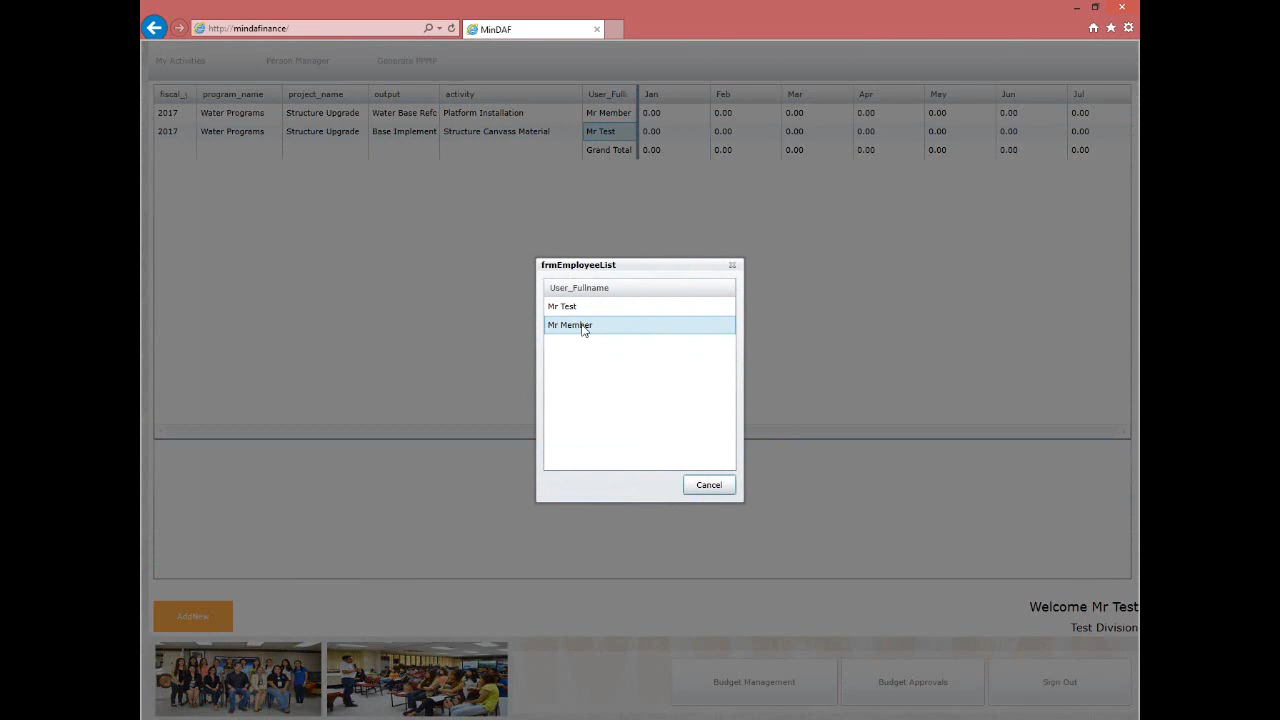 http://mindafinance/
MinDAF
My Activities Person Manager Generate PPMP
fiscal_y program_name project_name output activity User_Full Jan Feb Mar Apr May Jun Jul
2017 Water Programs Structure Upgrade Water Base Refo Platform Installation Mr Member 0.00 0.00 0.00 0.00 0.00 0.00 0.00
2017 Water Programs Structure Upgrade Base Implement Structure Canvass Material Mr Test 0.00 0.00 0.00 0.00 0.00 0.00 0.00
Grand Total 0.00 0.00 0.00 0.00 0.00 0.00 0.00
frmEmployeeList
User_Fullname
Mr Test
Mr Member
Cancel
AddNew
Welcome Mr Test
Test Division
Budget Management Budget Approvals Sign Out